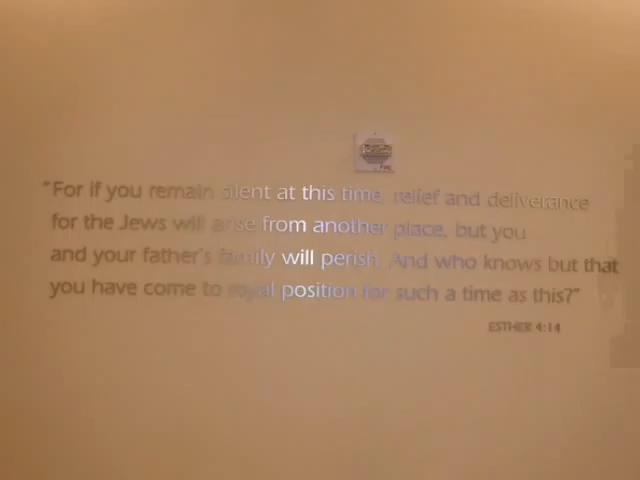 "For if you remain silent at this time, relief and deliverance
for the Jews will arise from another place, but you
and your father's family will perish. And who knows but that
you have come to royal position for such a time as this?"
ESTHER 4:14